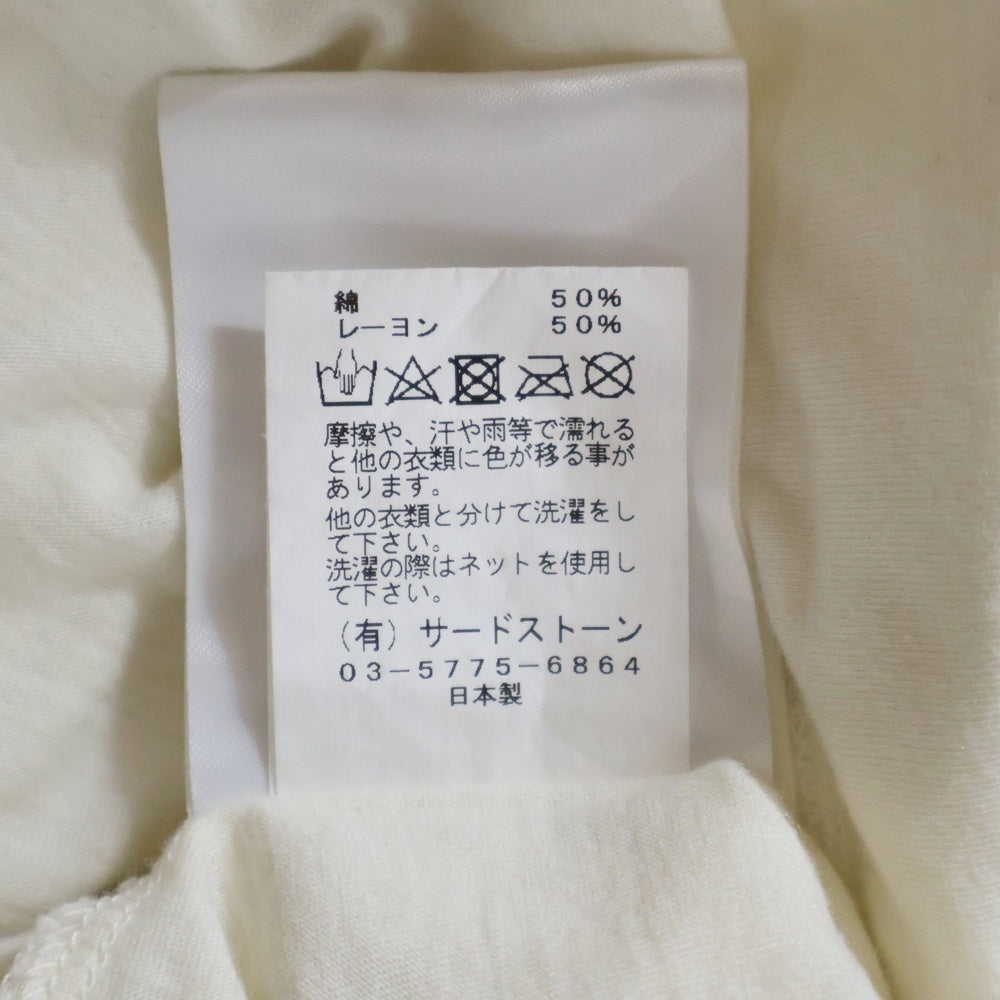 綿 50%
レーヨン 50%
摩擦や、汗や雨等で濡れる
と他の衣類に色が移る事が
あります。
他の衣類と分けて洗濯をし
て下さい。
洗濯の際はネットを使用し
て下さい。
（有）サードストーン
03－5775－6864
日本製